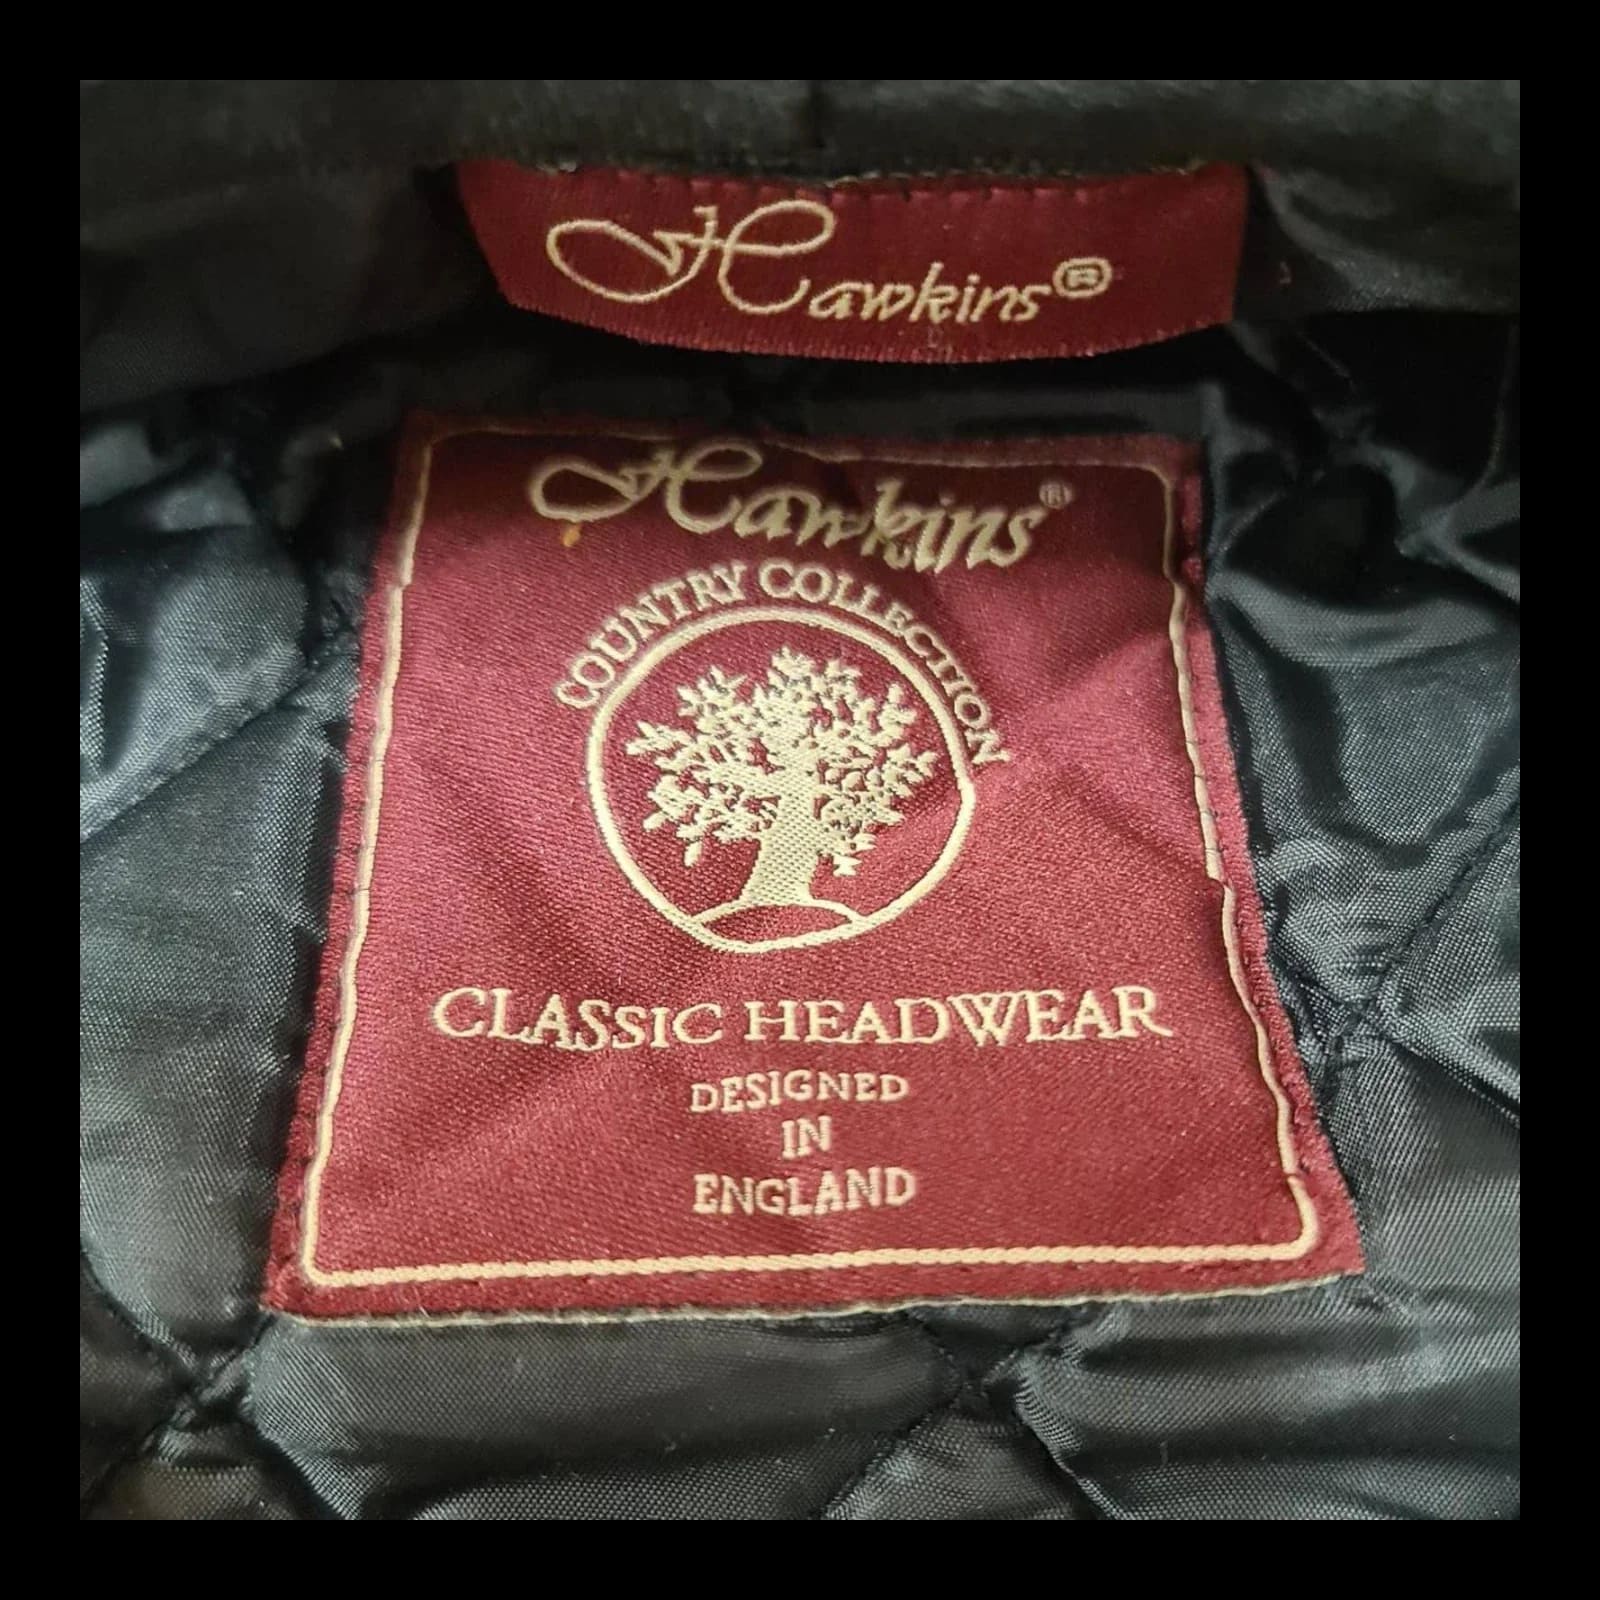 Hawkins®
Hawkins®
COUNTRY COLLECTION
CLASSIC HEADWEAR
DESIGNED
IN
ENGLAND